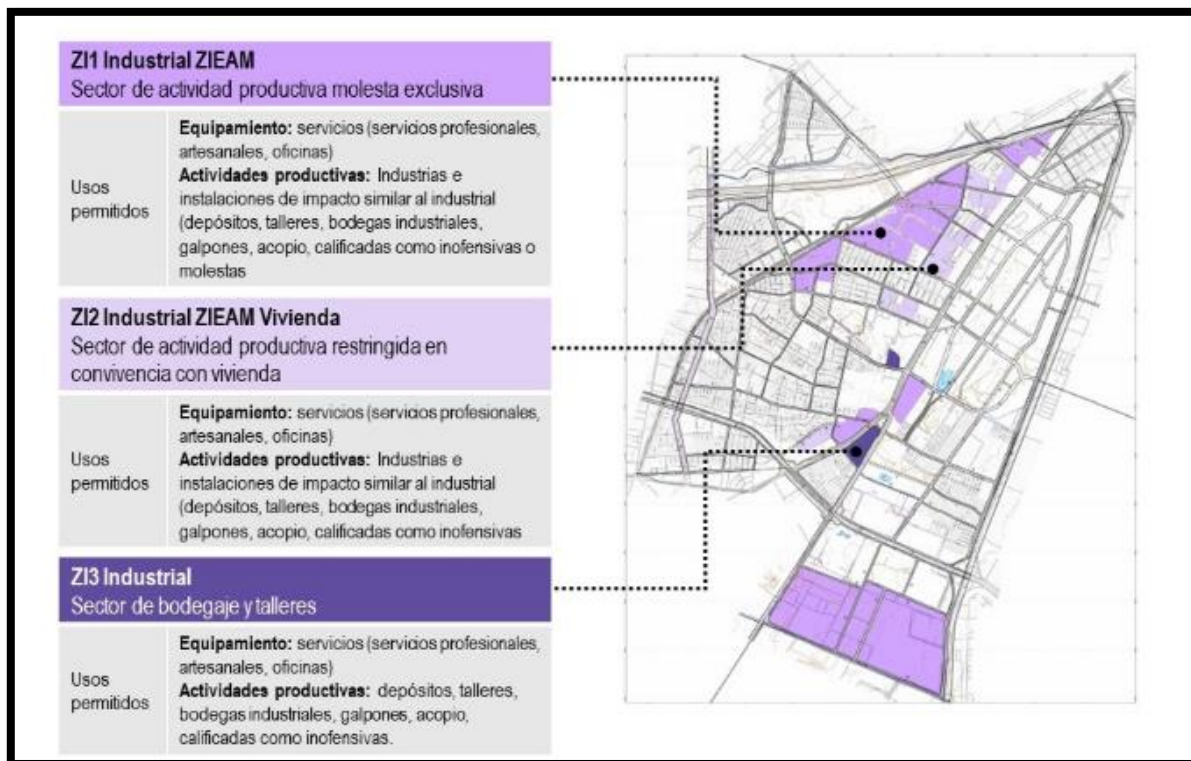 ZI1 Industrial ZIEAM
Sector de actividad productiva molesta exclusiva
Usos
permitidos
Equipamiento: servicios (servicios profesionales,
artesanales, oficinas)
Actividades productivas: Industrias e
instalaciones de impacto similar al industrial
(depósitos, talleres, bodegas industriales,
galpones, acopio, calificadas como inofensivas o
molestas
ZI2 Industrial ZIEAM Vivienda
Sector de actividad productiva restringida en
convivencia con vivienda
Usos
permitidos
Equipamiento: servicios (servicios profesionales,
artesanales, oficinas)
Actividades productivas: Industrias e
instalaciones de impacto similar al industrial
(depósitos, talleres, bodegas industriales,
galpones, acopio, calificadas como inofensivas
ZI3 Industrial
Sector de bodegaje y talleres
Usos
permitidos
Equipamiento: servicios (servicios profesionales,
artesanales, oficinas)
Actividades productivas: depósitos, talleres,
bodegas industriales, galpones, acopio,
calificadas como inofensivas.